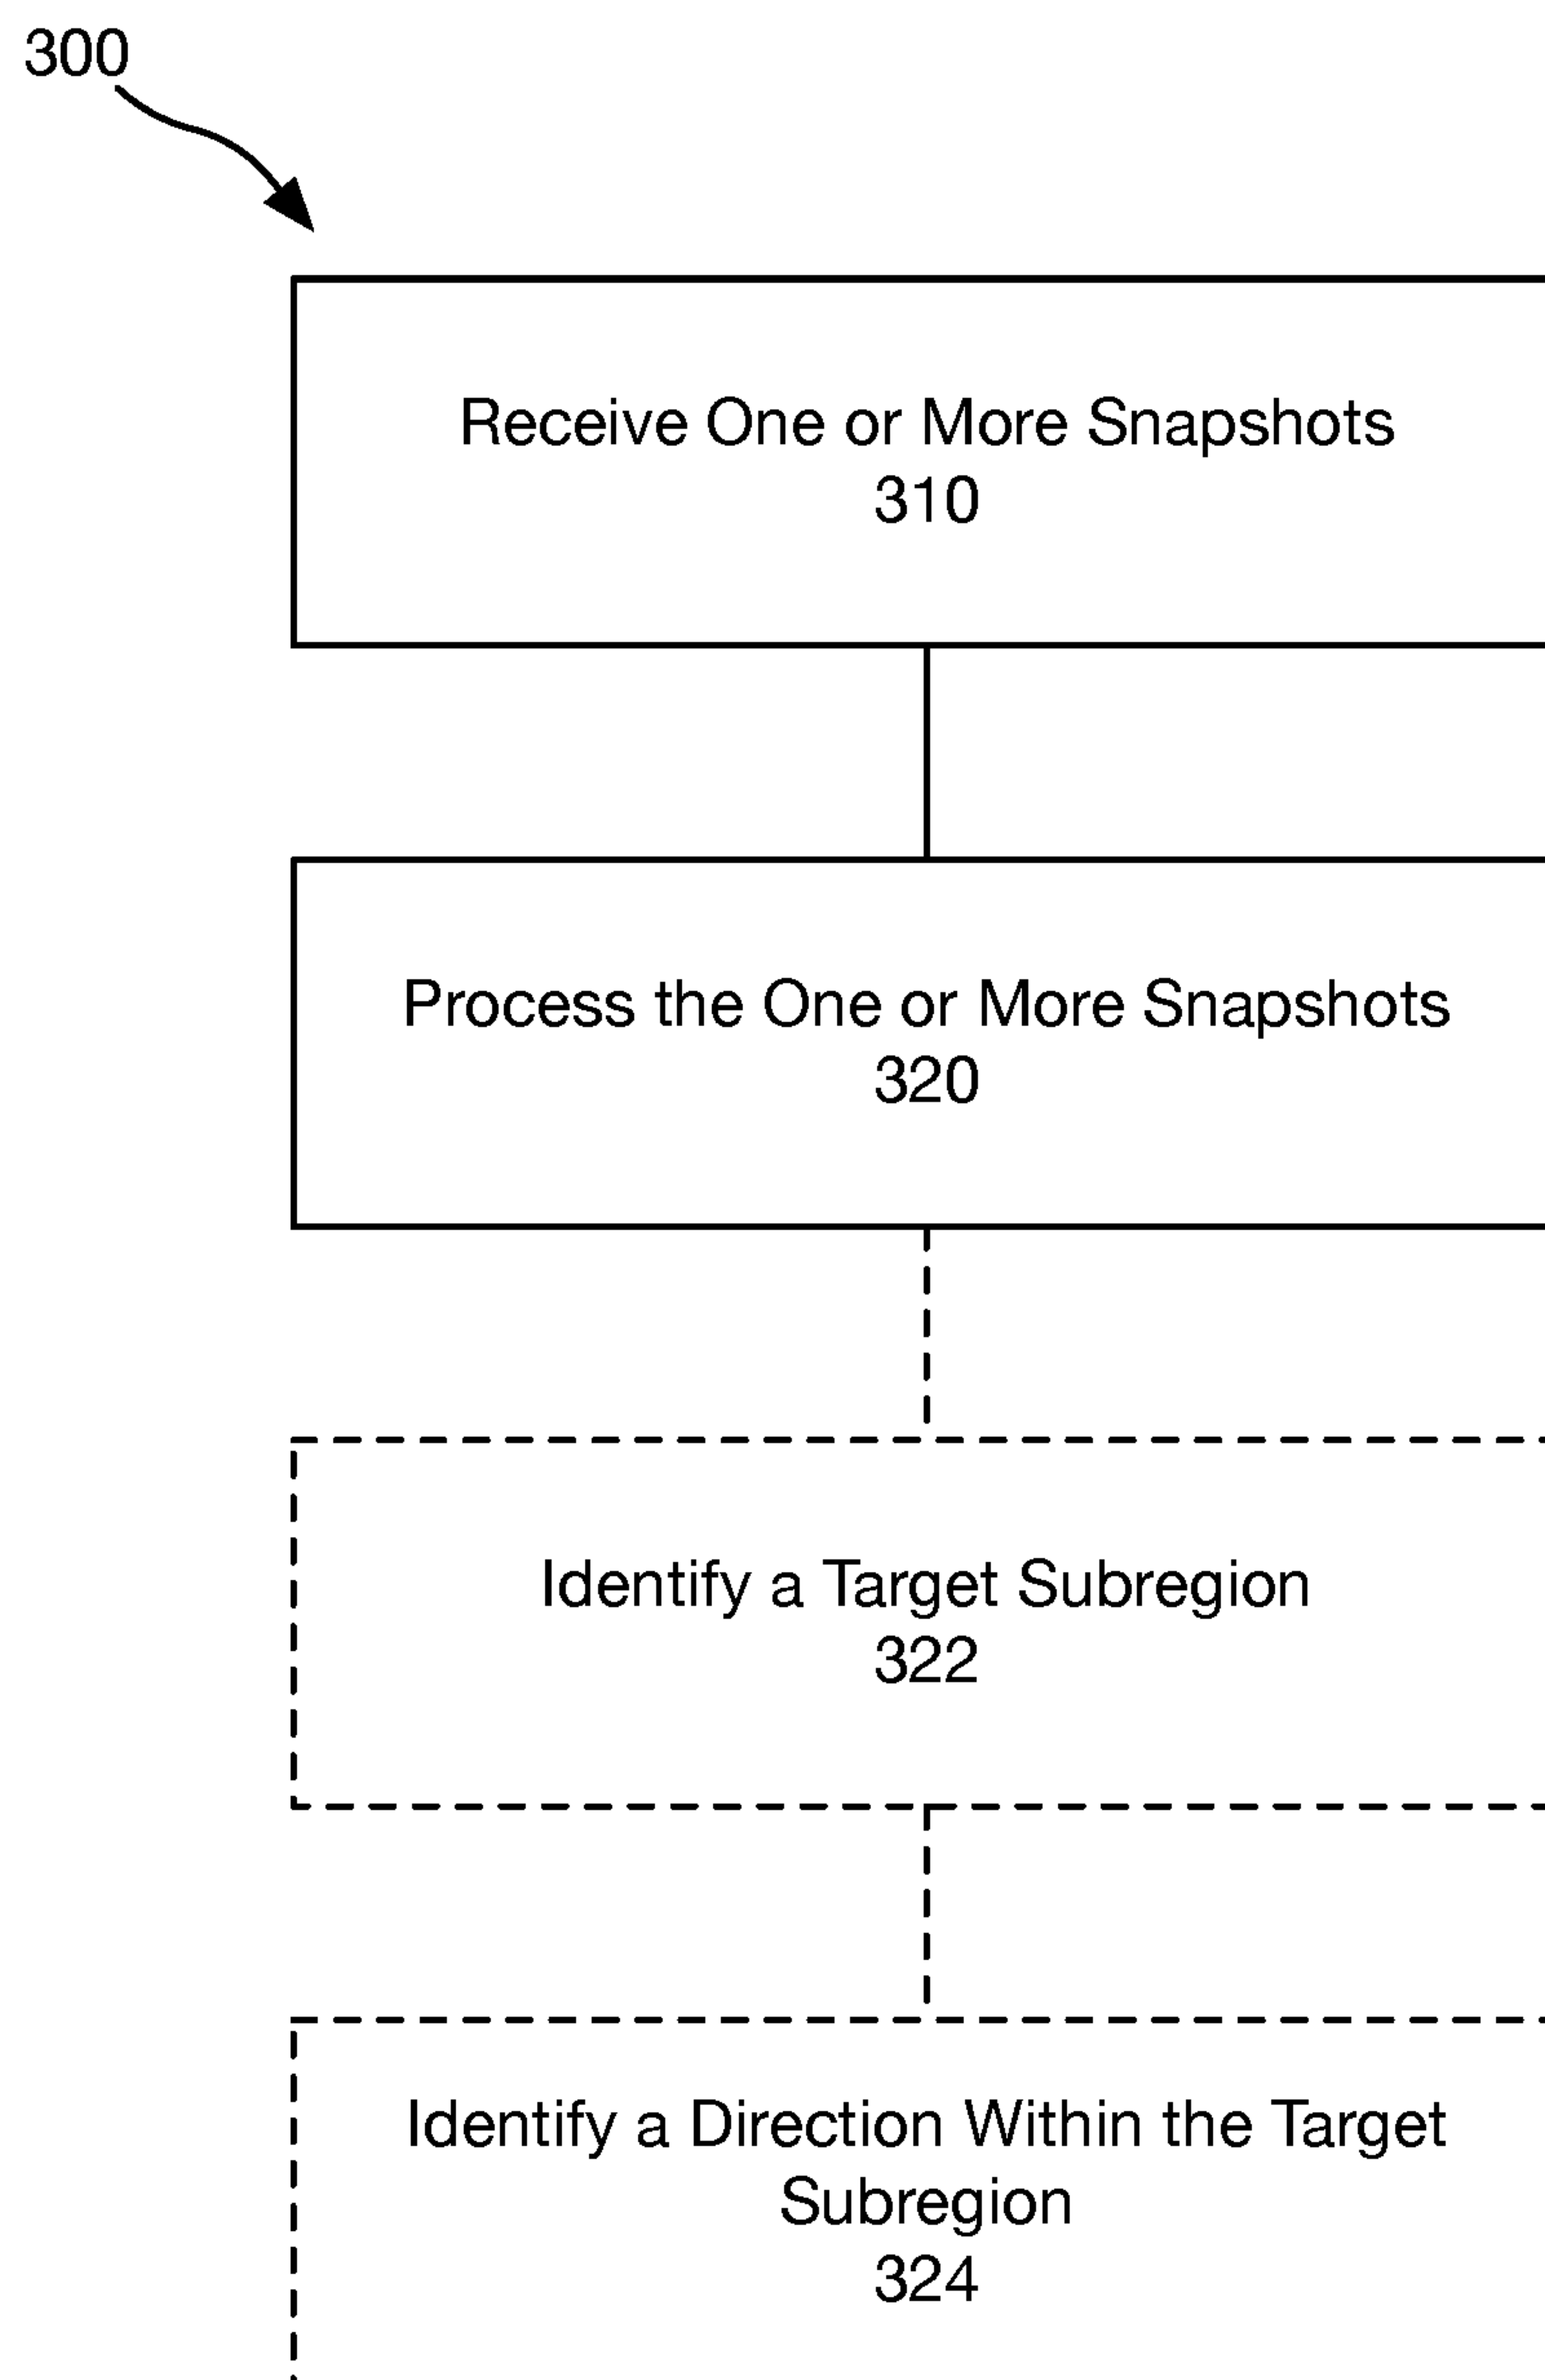 300
Receive One or More Snapshots
310
Process the One or More Snapshots
320
Identify a Target Subregion
322
Identify a Direction Within the Target
Subregion
324